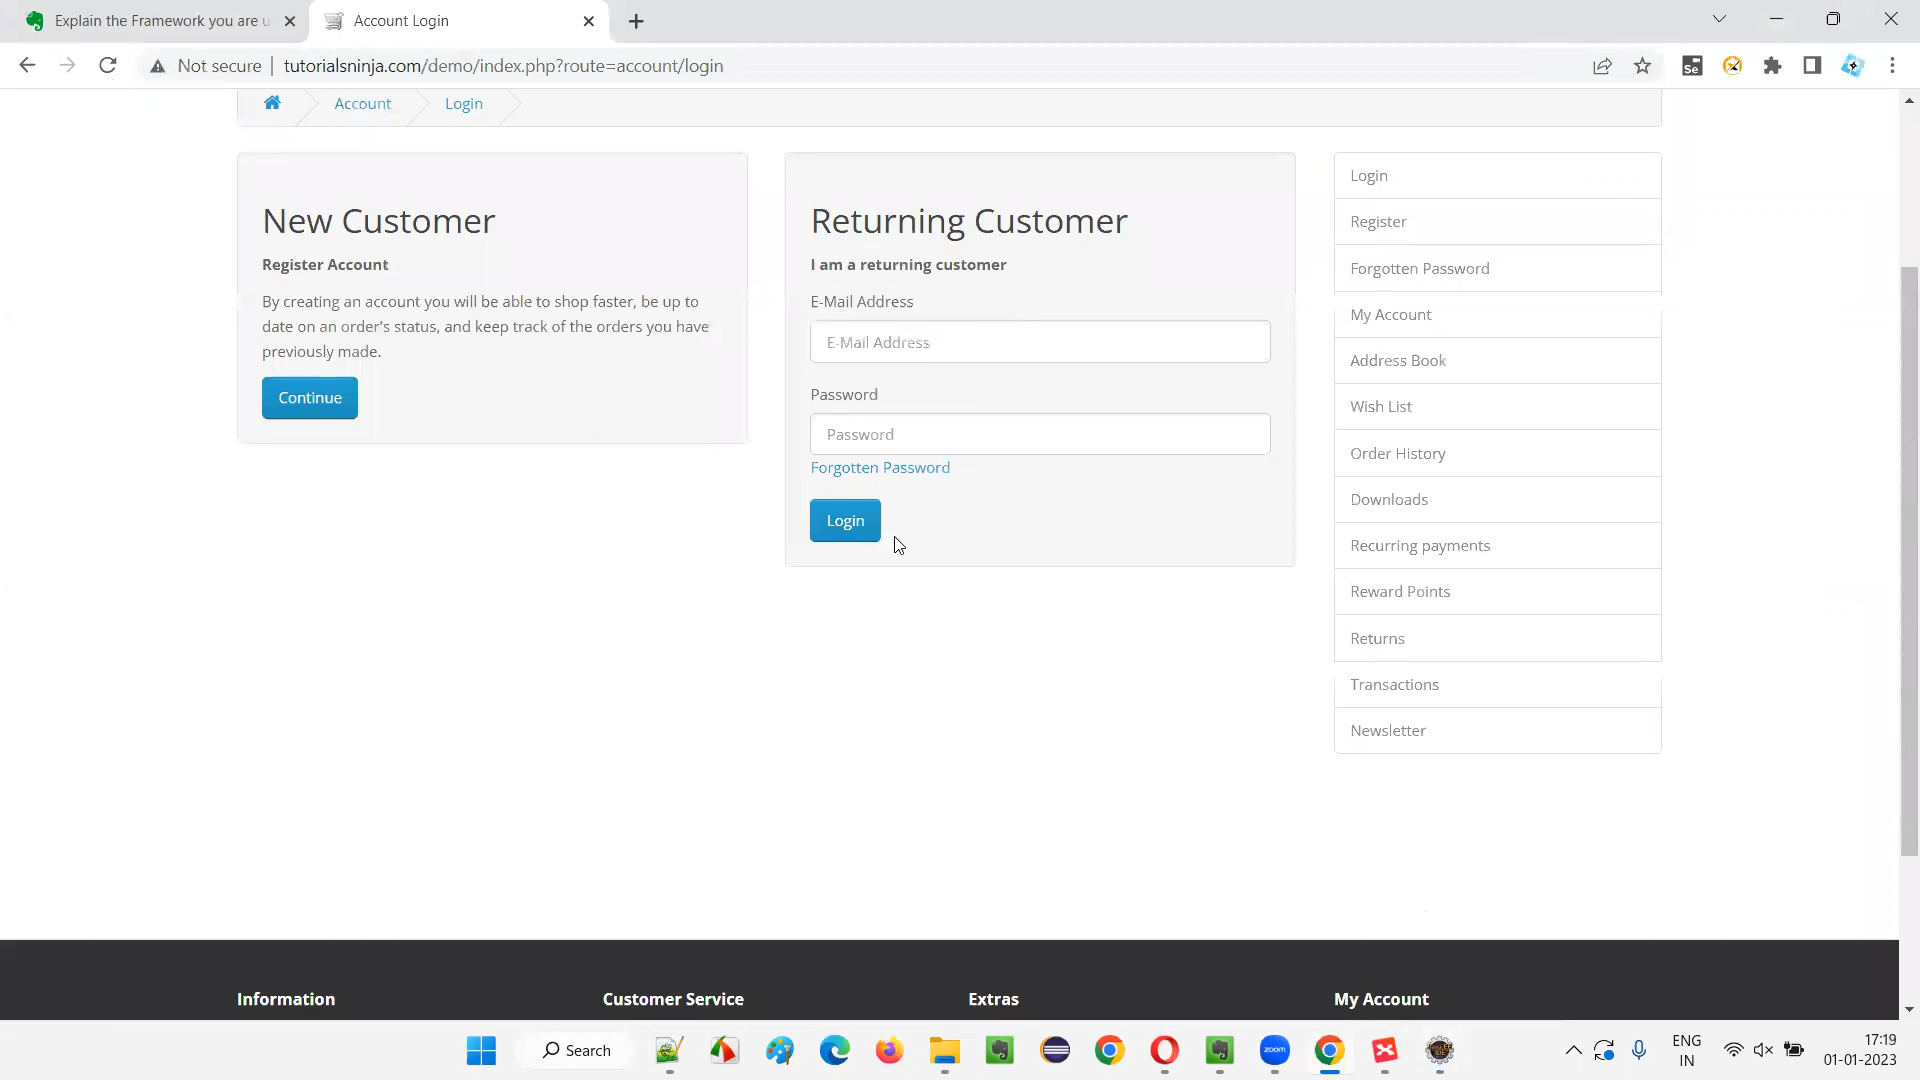 Explain the Framework you are u
Account Login
Not secure
tutorialsninja.com/demo/index.php?route=account/login
Account
Login
New Customer
Register Account
By creating an account you will be able to shop faster, be up to
date on an order's status, and keep track of the orders you have
previously made.
Continue
Returning Customer
I am a returning customer
E-Mail Address
E-Mail Address
Password
Password
Forgotten Password
Login
Login
Register
Forgotten Password
My Account
Address Book
Wish List
Order History
Downloads
Recurring payments
Reward Points
Returns
Transactions
Newsletter
Information
Customer Service
Extras
My Account
Search
zoom
ENG
IN
17:19
01-01-2023